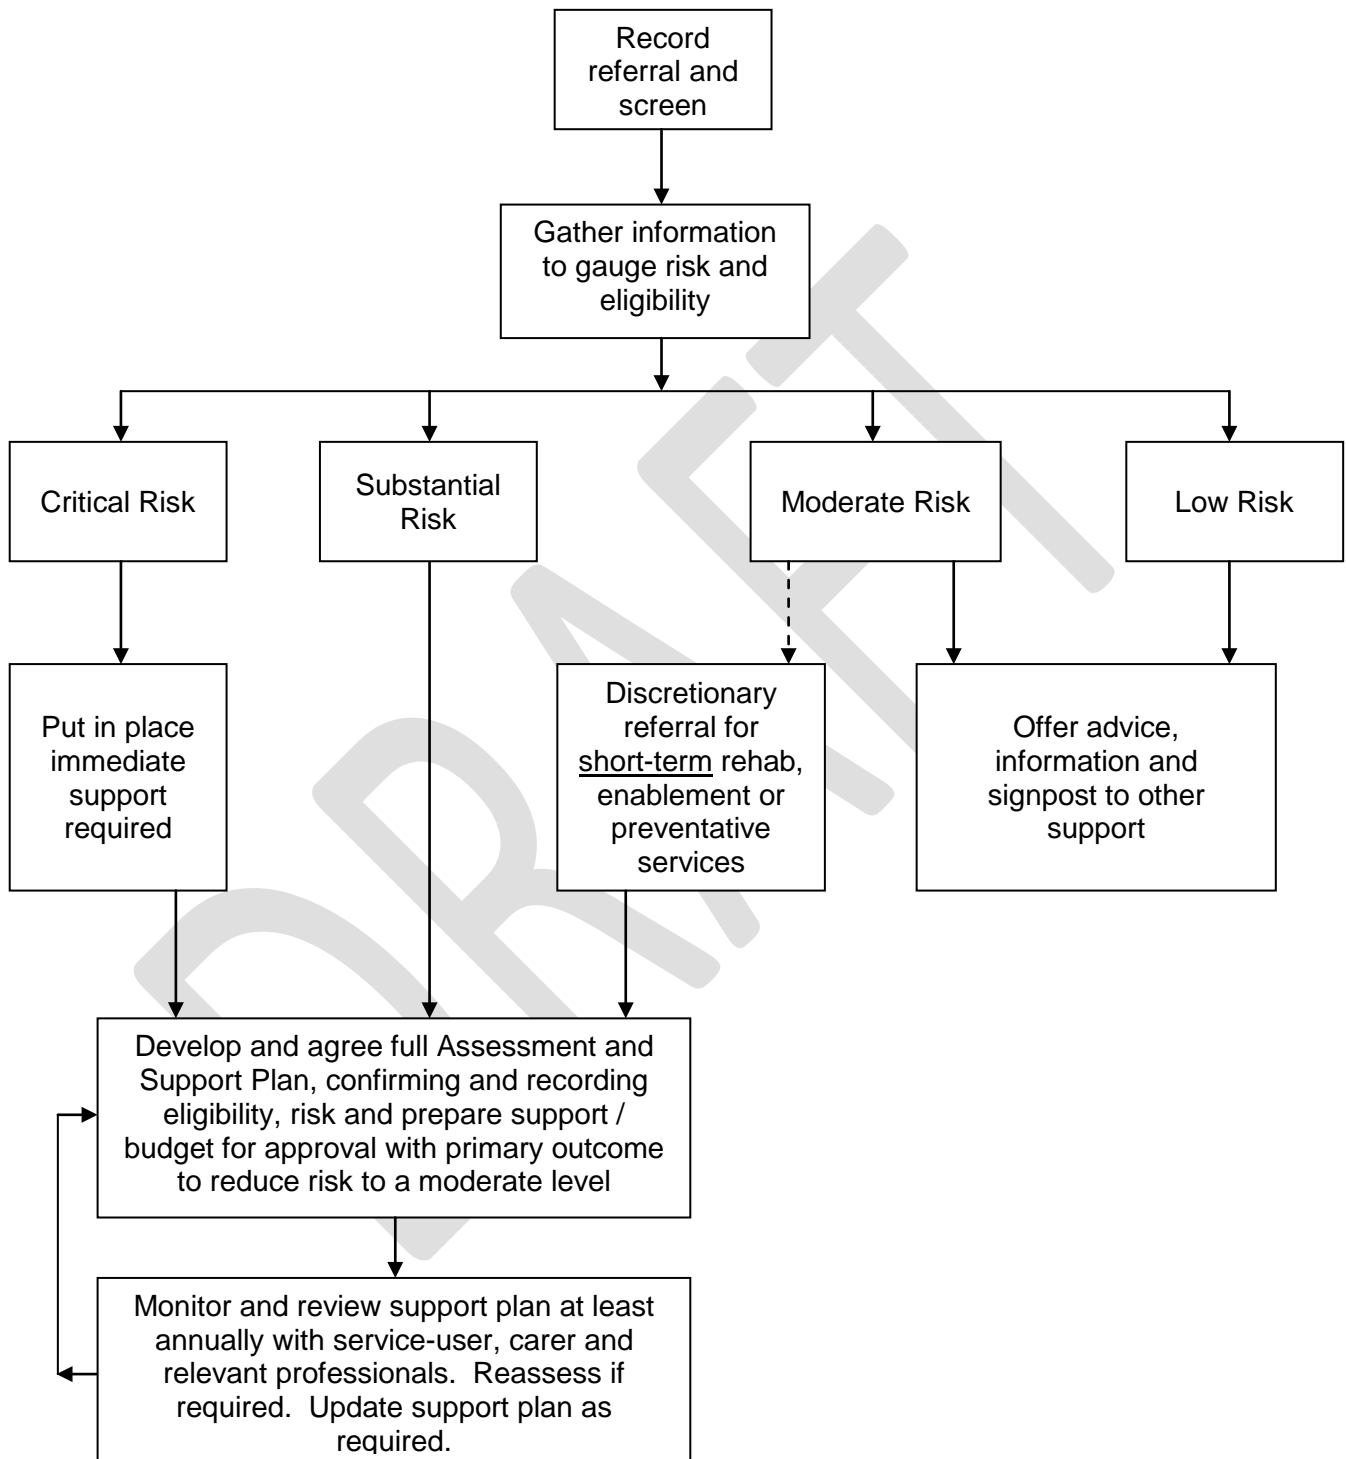 Record
referral and
screen
Gather information
to gauge risk and
eligibility
Critical Risk
Substantial
Risk
Moderate Risk
Low Risk
Put in place
immediate
support
required
Discretionary
referral for
short-term rehab,
enablement or
preventative
services
Offer advice,
information and
signpost to other
support
Develop and agree full Assessment and
Support Plan, confirming and recording
eligibility, risk and prepare support /
budget for approval with primary outcome
to reduce risk to a moderate level
Monitor and review support plan at least
annually with service-user, carer and
relevant professionals.  Reassess if
required.  Update support plan as
required.
DRAFT